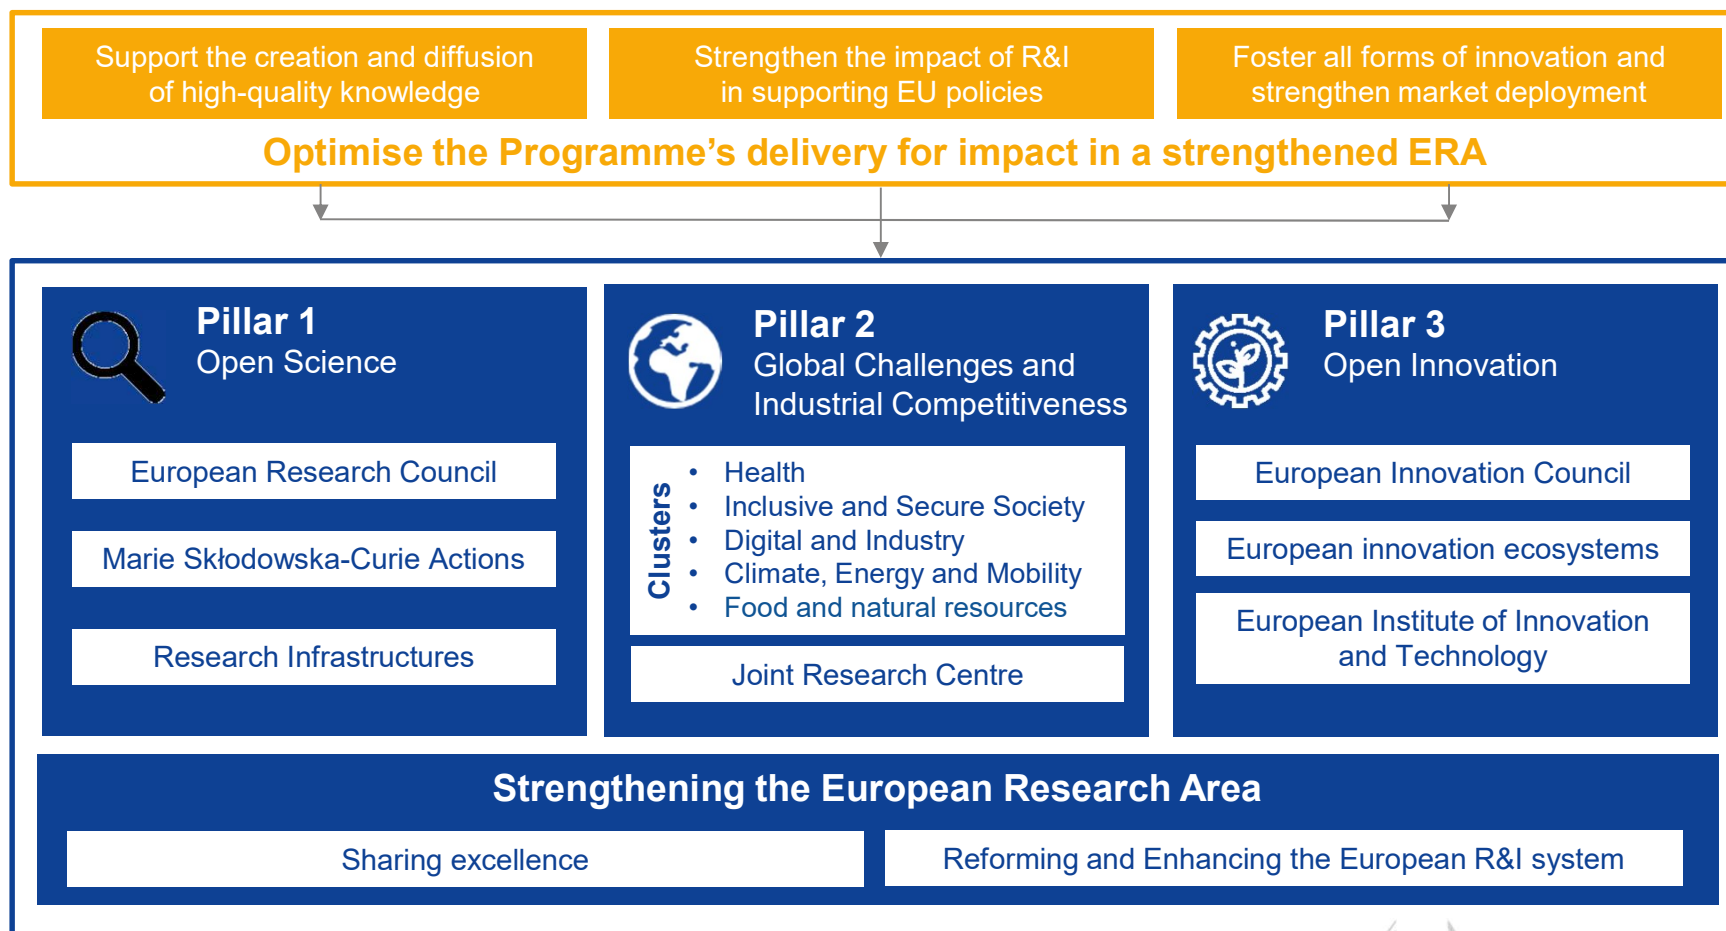 Support the creation and diffusion
of high-quality knowledge
Strengthen the impact of R&I
in supporting EU policies
Foster all forms of innovation and
strengthen market deployment
Optimise the Programme’s delivery for impact in a strengthened ERA
Pillar 1
Open Science
European Research Council
Marie Skłodowska-Curie Actions
Research Infrastructures
Pillar 2
Global Challenges and
Industrial Competitiveness
Clusters
• Health
• Inclusive and Secure Society
• Digital and Industry
• Climate, Energy and Mobility
• Food and natural resources
Joint Research Centre
Pillar 3
Open Innovation
European Innovation Council
European innovation ecosystems
European Institute of Innovation
and Technology
Strengthening the European Research Area
Sharing excellence
Reforming and Enhancing the European R&I system